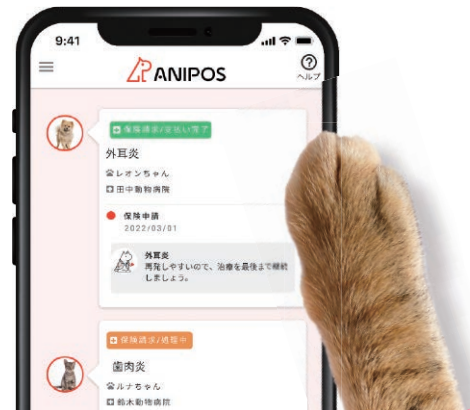 9:41
ANIPOS
ヘルプ
保険請求/支払い完了
外耳炎
レオンちゃん
田中動物病院
保険申請
2022/03/01
外耳炎
再発しやすいので、治療を最後まで継続
しましょう。
保険請求/処理中
歯肉炎
ルナちゃん
鈴木動物病院